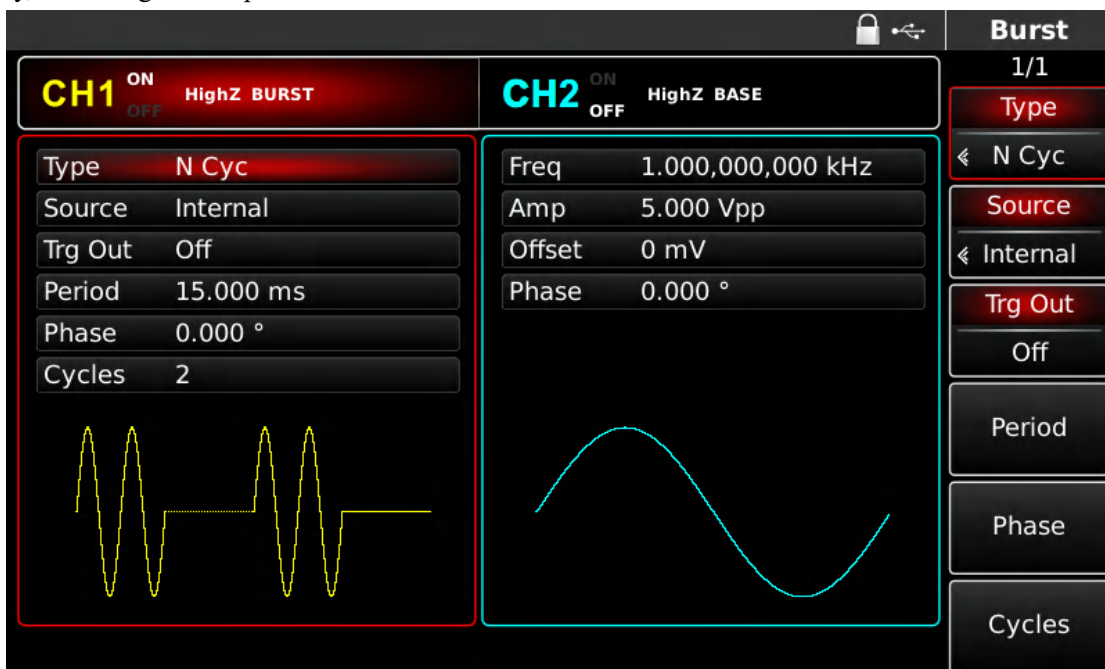 Burst
1/1
CH1 ON OFF HighZ BURST
CH2 ON OFF HighZ BASE
Type N Cyc
Source Internal
Trg Out Off
Period 15.000 ms
Phase 0.000 °
Cycles 2
Freq 1.000,000,000 kHz
Amp 5.000 Vpp
Offset 0 mV
Phase 0.000 °
Type
N Cyc
Source
Internal
Trg Out
Off
Period
Phase
Cycles